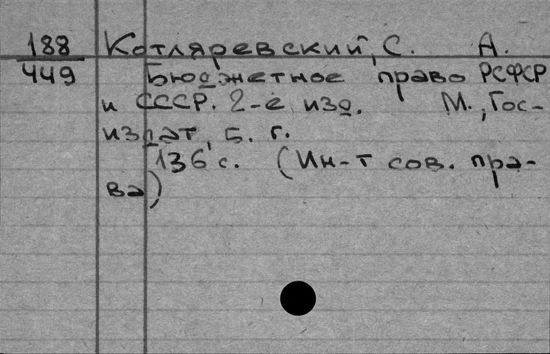 188 Котляревский, С. А.
449 Бюджетное право РСФСР
и СССР. 2-е изд. М., Гос-
издат, Б. г.
136 с. (Ин-т сов. пра-
ва)